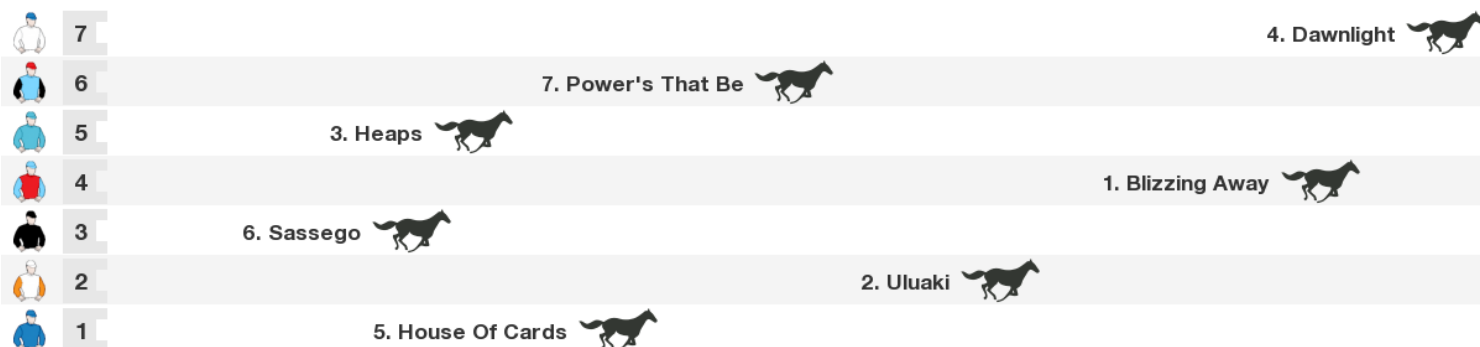 7 4. Dawnlight
6 7. Power's That Be
5 3. Heaps
4 1. Blizzing Away
3 6. Sassego
2 2. Uluaki
1 5. House Of Cards